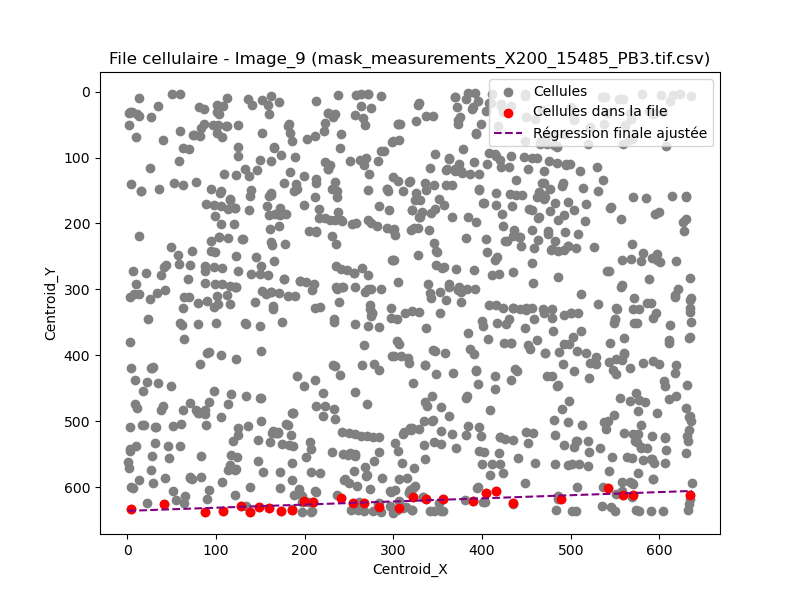 File cellulaire - Image_9 (mask_measurements_X200_15485_PB3.tif.csv)
Cellules
Cellules dans la file
Régression finale ajustée
0
100
200
300
400
500
600
Centroid_Y
0 100 200 300 400 500 600
Centroid_X